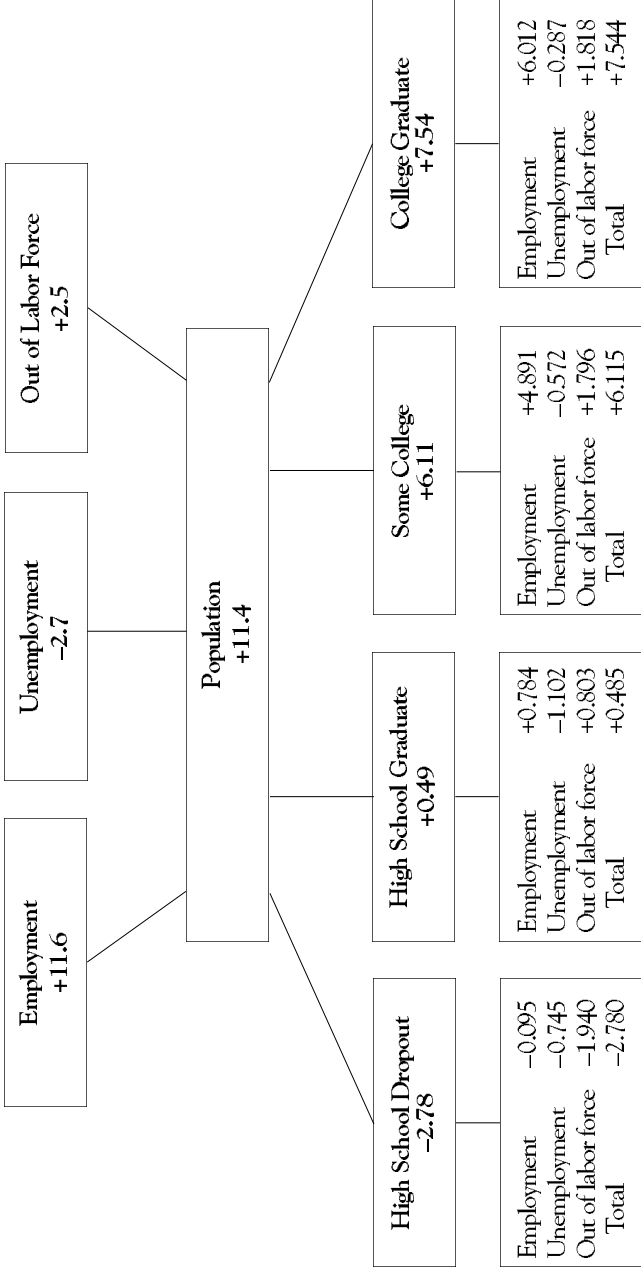 Employment
+11.6
Unemployment
–2.7
Out of Labor Force
+2.5
Population
+11.4
High School Dropout
–2.78
High School Graduate
+0.49
Some College
+6.11
College Graduate
+7.54
Employment –0.095
Unemployment –0.745
Out of labor force –1.940
Total –2.780
Employment +0.784
Unemployment –1.102
Out of labor force +0.803
Total +0.485
Employment +4.891
Unemployment –0.572
Out of labor force +1.796
Total +6.115
Employment +6.012
Unemployment –0.287
Out of labor force +1.818
Total +7.544